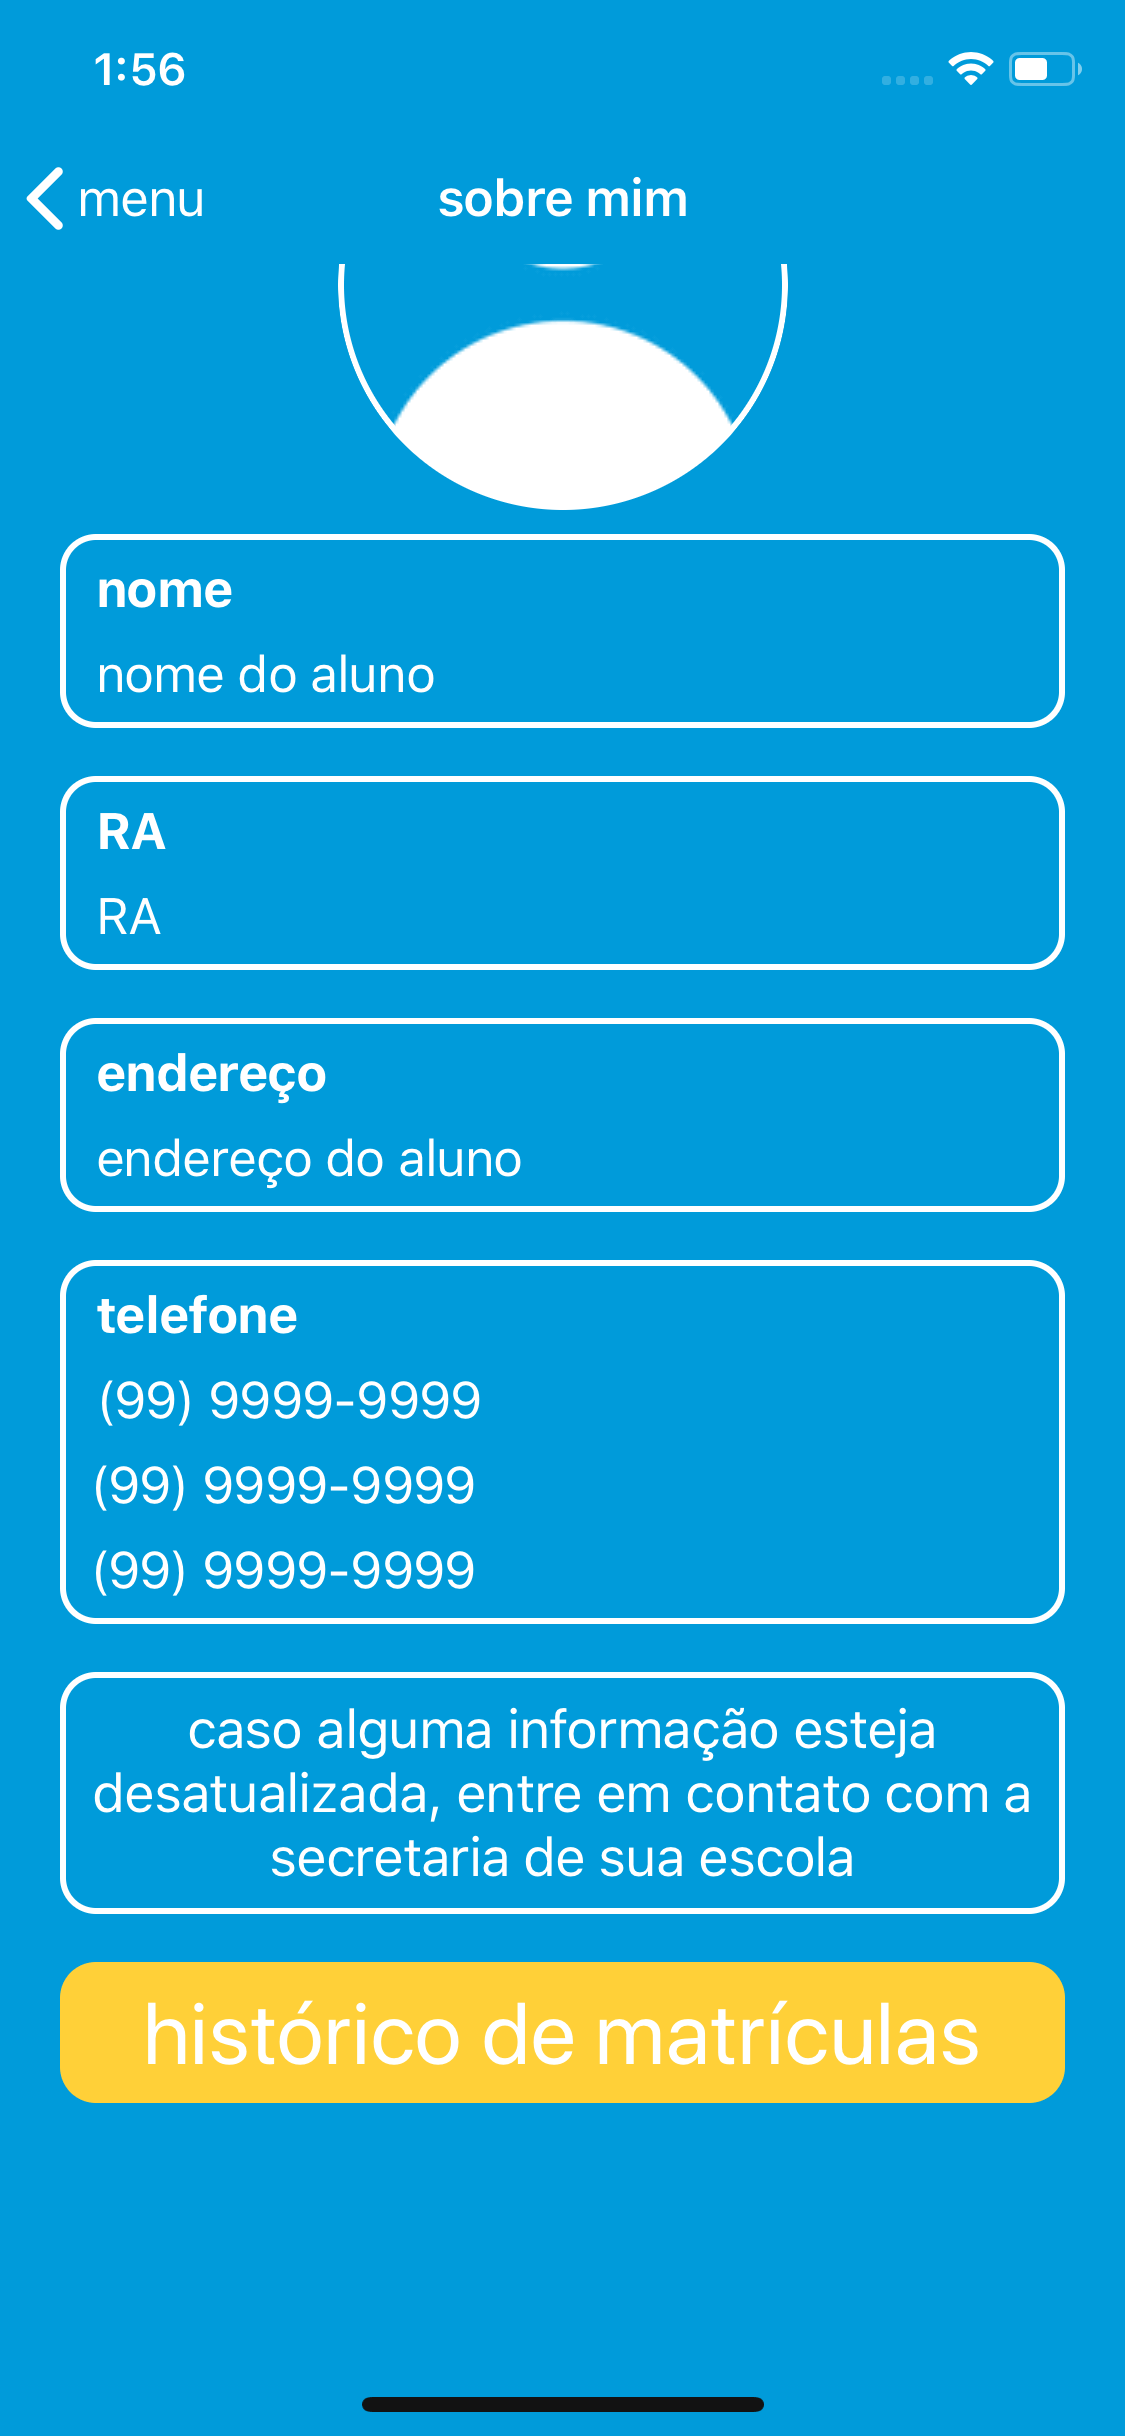 1:56
menu
sobre mim
nome
nome do aluno
RA
RA
endereço
endereço do aluno
telefone
(99) 9999-9999
(99) 9999-9999
(99) 9999-9999
caso alguma informação esteja
desatualizada, entre em contato com a
secretaria de sua escola
histórico de matrículas